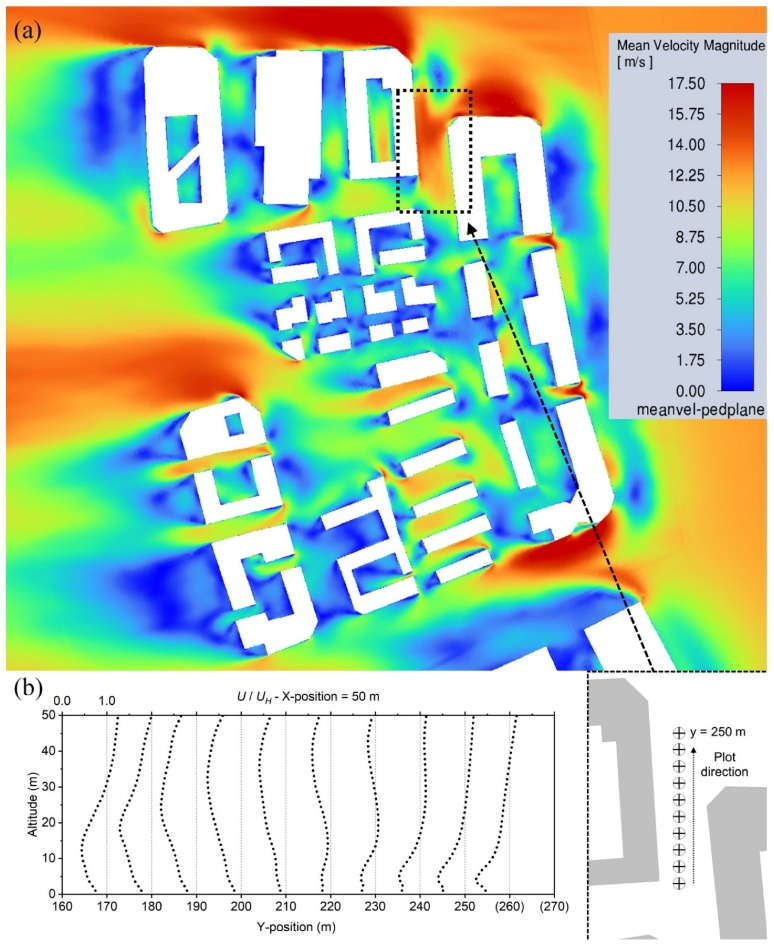 (a)
Mean Velocity Magnitude
[ m/s ]
17.50
15.75
14.00
12.25
10.50
8.75
7.00
5.25
3.50
1.75
0.00
meanvel-pedplane
(b)
0.0 1.0 U / U_H - X-position = 50 m
50
40
30
20
10
0
Altitude (m)
160 170 180 190 200 210 220 230 240 250 (260) (270)
Y-position (m)
y = 250 m
Plot
direction